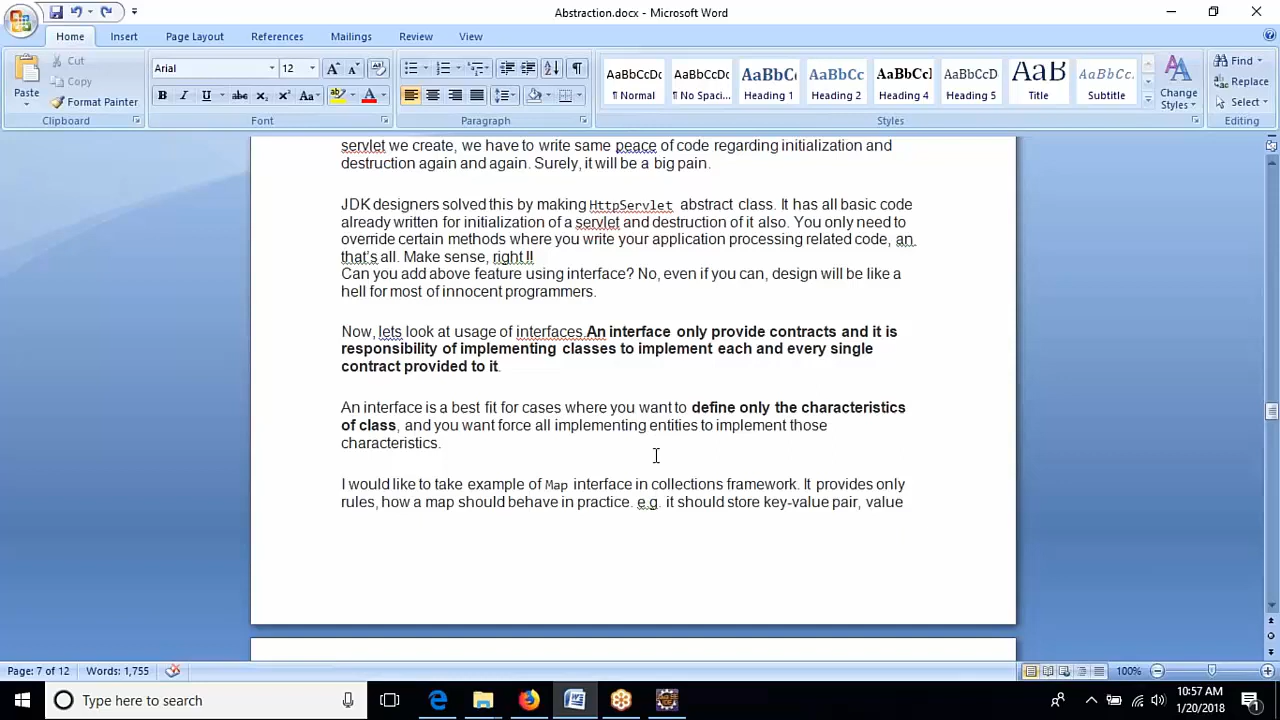 Abstraction.docx - Microsoft Word
Home Insert Page Layout References Mailings Review View
Paste
Cut
Copy
Format Painter
Clipboard
Arial 12
Font
Paragraph
AaBbCcDc AaBbCcDc AaBbC AaBbCc AaBbCcI AaBbCcD AaB AaBbCc.
¶ Normal ¶ No Spaci... Heading 1 Heading 2 Heading 4 Heading 5 Title Subtitle
Change Styles
Styles
Find
Replace
Select
Editing
servlet we create, we have to write same peace of code regarding initialization and
destruction again and again. Surely, it will be a big pain.
JDK designers solved this by making HttpServlet abstract class. It has all basic code
already written for initialization of a servlet and destruction of it also. You only need to
override certain methods where you write your application processing related code, an
that's all. Make sense, right !!
Can you add above feature using interface? No, even if you can, design will be like a
hell for most of innocent programmers.
Now, lets look at usage of interfaces.An interface only provide contracts and it is
responsibility of implementing classes to implement each and every single
contract provided to it.
An interface is a best fit for cases where you want to define only the characteristics
of class, and you want force all implementing entities to implement those
characteristics.
I would like to take example of Map interface in collections framework. It provides only
rules, how a map should behave in practice. e.g. it should store key-value pair, value
Page: 7 of 12 Words: 1,755 100%
Type here to search
10:57 AM
1/20/2018